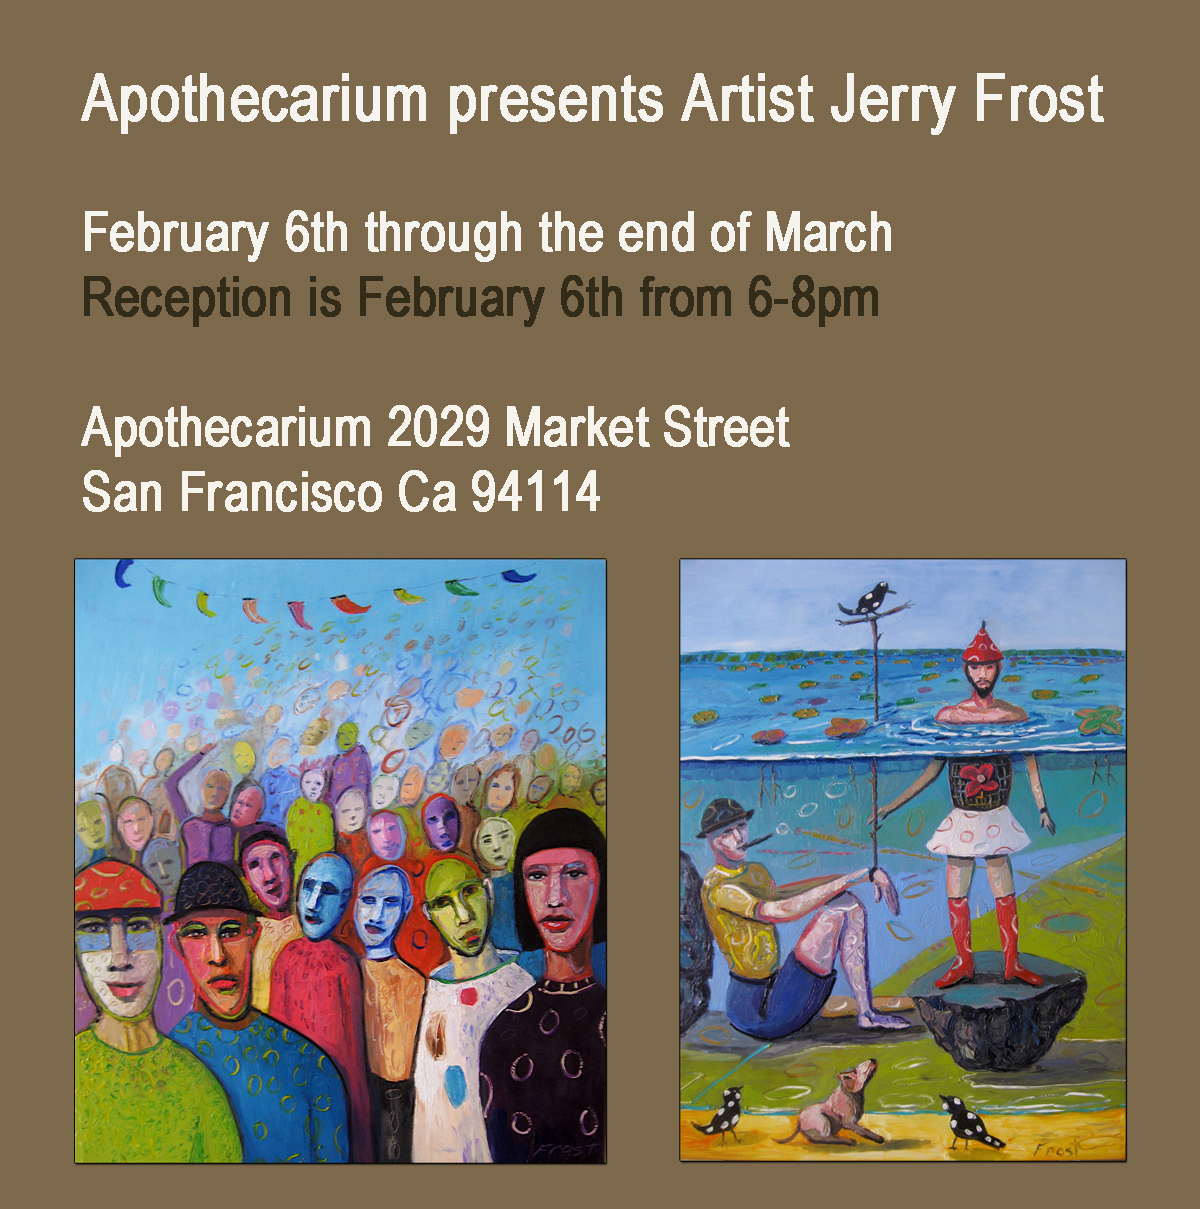 Apothecarium presents Artist Jerry Frost
February 6th through the end of March
Reception is February 6th from 6-8pm
Apothecarium 2029 Market Street
San Francisco Ca 94114
Frost
Frost